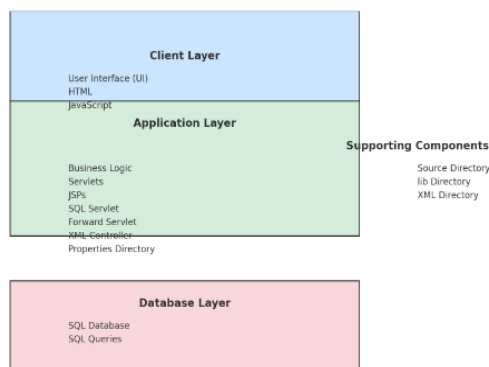 Client Layer
User Interface (UI)
HTML
JavaScript
Application Layer
Business Logic
Servlets
JSPs
SQL Servlet
Forward Servlet
XML Controller
Properties Directory
Supporting Components
Source Directory
lib Directory
XML Directory
Database Layer
SQL Database
SQL Queries